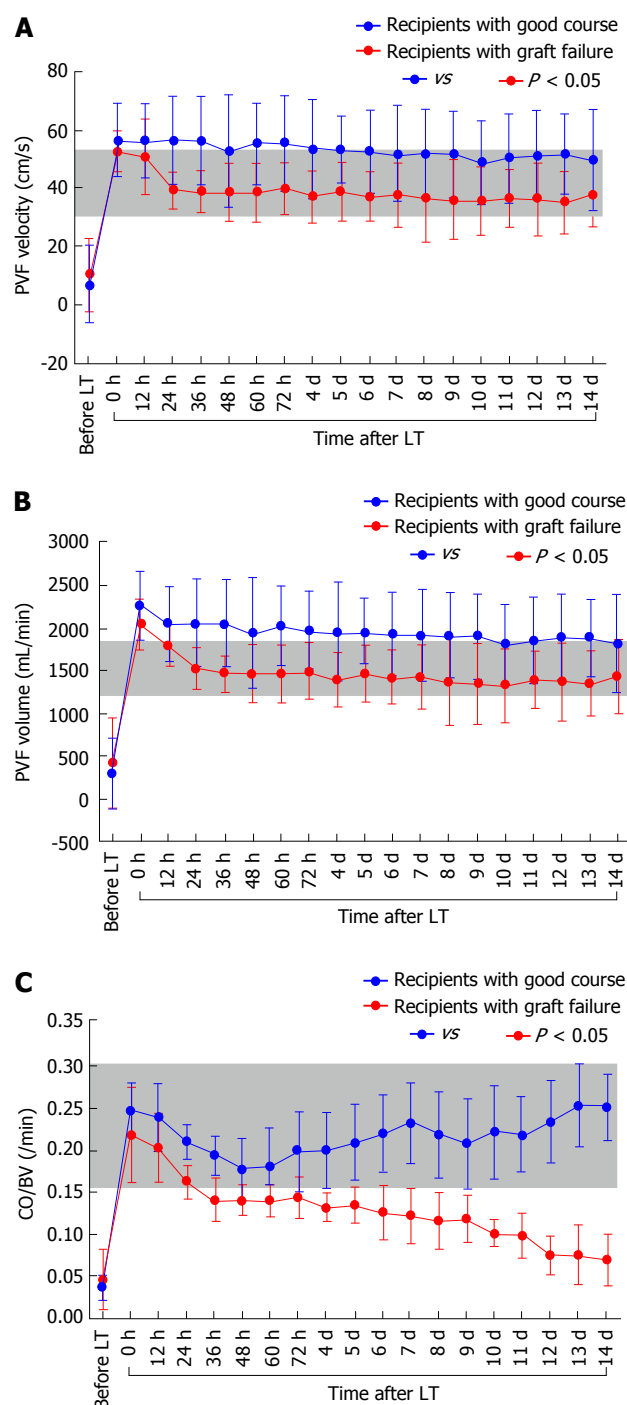 A
Recipients with good course
Recipients with graft failure
vs P < 0.05
PVF velocity (cm/s)
80
60
40
20
0
-20
Before LT
0 h
12 h
24 h
36 h
48 h
60 h
72 h
4 d
5 d
6 d
7 d
8 d
9 d
10 d
11 d
12 d
13 d
14 d
Time after LT
B
Recipients with good course
Recipients with graft failure
vs P < 0.05
PVF volume (mL/min)
3000
2500
2000
1500
1000
500
0
-500
Before LT
0 h
12 h
24 h
36 h
48 h
60 h
72 h
4 d
5 d
6 d
7 d
8 d
9 d
10 d
11 d
12 d
13 d
14 d
Time after LT
C
Recipients with good course
Recipients with graft failure
vs P < 0.05
CO/BV (/min)
0.35
0.30
0.25
0.20
0.15
0.10
0.05
0.00
Before LT
0 h
12 h
24 h
36 h
48 h
60 h
72 h
4 d
5 d
6 d
7 d
8 d
9 d
10 d
11 d
12 d
13 d
14 d
Time after LT